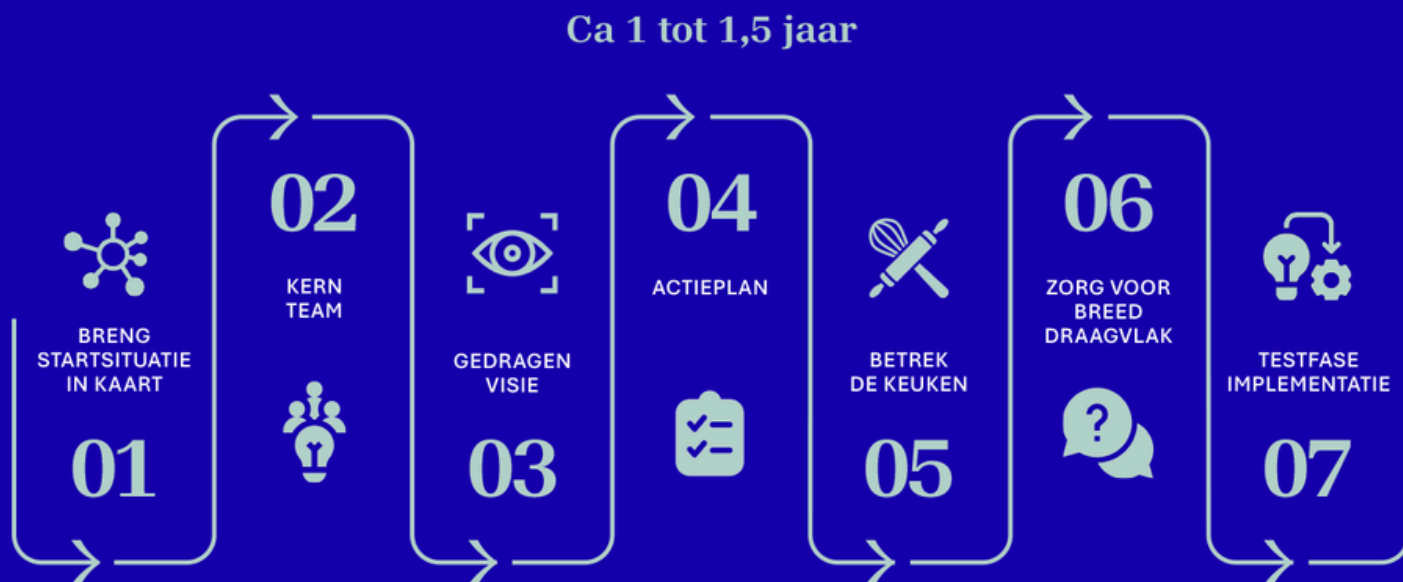 Ca 1 tot 1,5 jaar
BRENG
STARTSITUATIE
IN KAART
01
02
KERN
TEAM
GEDRAGEN
VISIE
03
04
ACTIEPLAN
BETREK
DE KEUKEN
05
06
ZORG VOOR
BREED
DRAAGVLAK
?
TESTFASE
IMPLEMENTATIE
07